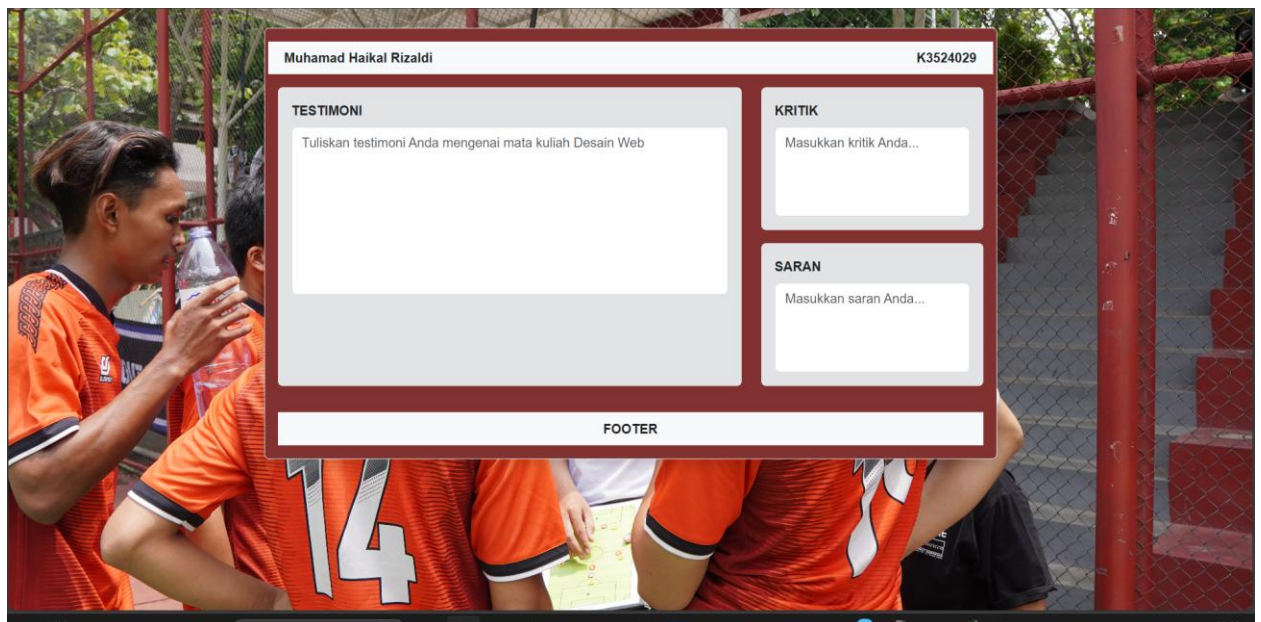 Muhamad Haikal Rizaldi
K3524029
TESTIMONI
Tuliskan testimoni Anda mengenai mata kuliah Desain Web
KRITIK
Masukkan kritik Anda...
SARAN
Masukkan saran Anda...
FOOTER
14